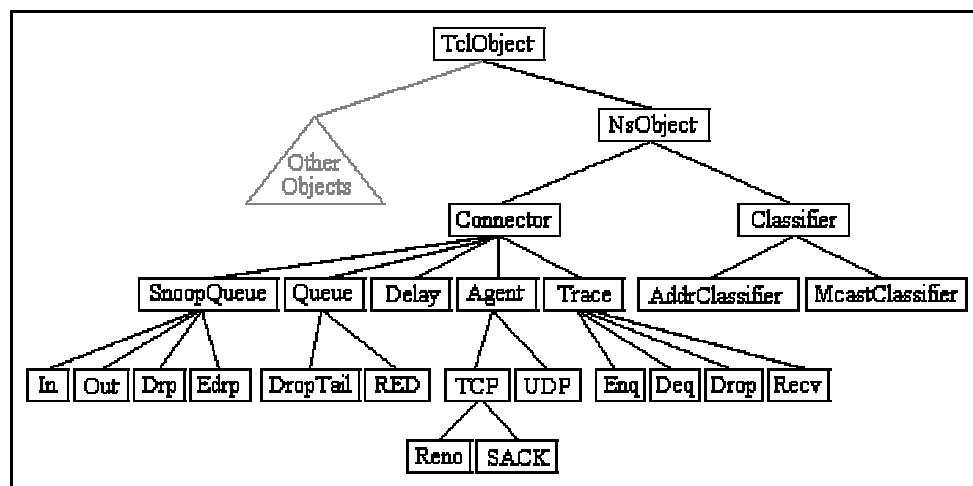 TclObject
NsObject
Other
Objects
Connector
Classifier
SnoopQueue
Queue
Delay
Agent
Trace
AddrClassifier
McastClassifier
In
Out
Drp
Edrp
DropTail
RED
TCP
UDP
Enq
Deq
Drop
Recv
Reno
SACK